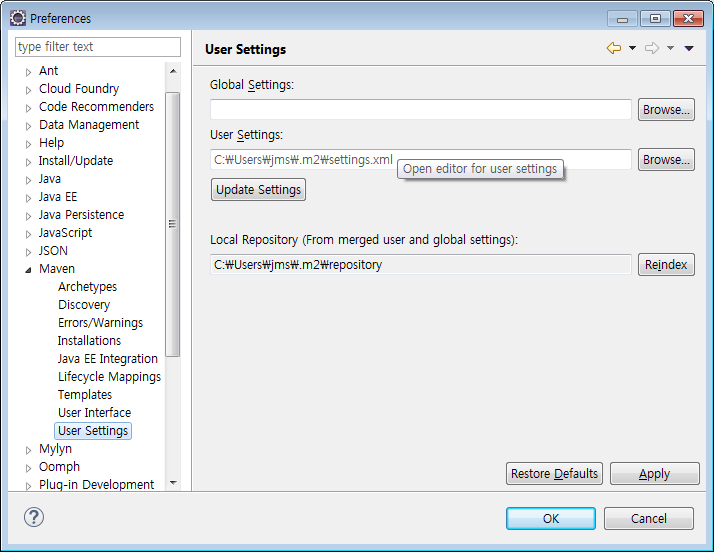 Preferences
type filter text
Ant
Cloud Foundry
Code Recommenders
Data Management
Help
Install/Update
Java
Java EE
Java Persistence
JavaScript
JSON
Maven
Archetypes
Discovery
Errors/Warnings
Installations
Java EE Integration
Lifecycle Mappings
Templates
User Interface
User Settings
Mylyn
Oomph
Plug-in Development
User Settings
Global Settings:
Browse...
User Settings:
C:₩Users₩jms₩.m2₩settings.xml
Browse...
Open editor for user settings
Update Settings
Local Repository (From merged user and global settings):
C:₩Users₩jms₩.m2₩repository
Reindex
Restore Defaults
Apply
?
OK
Cancel